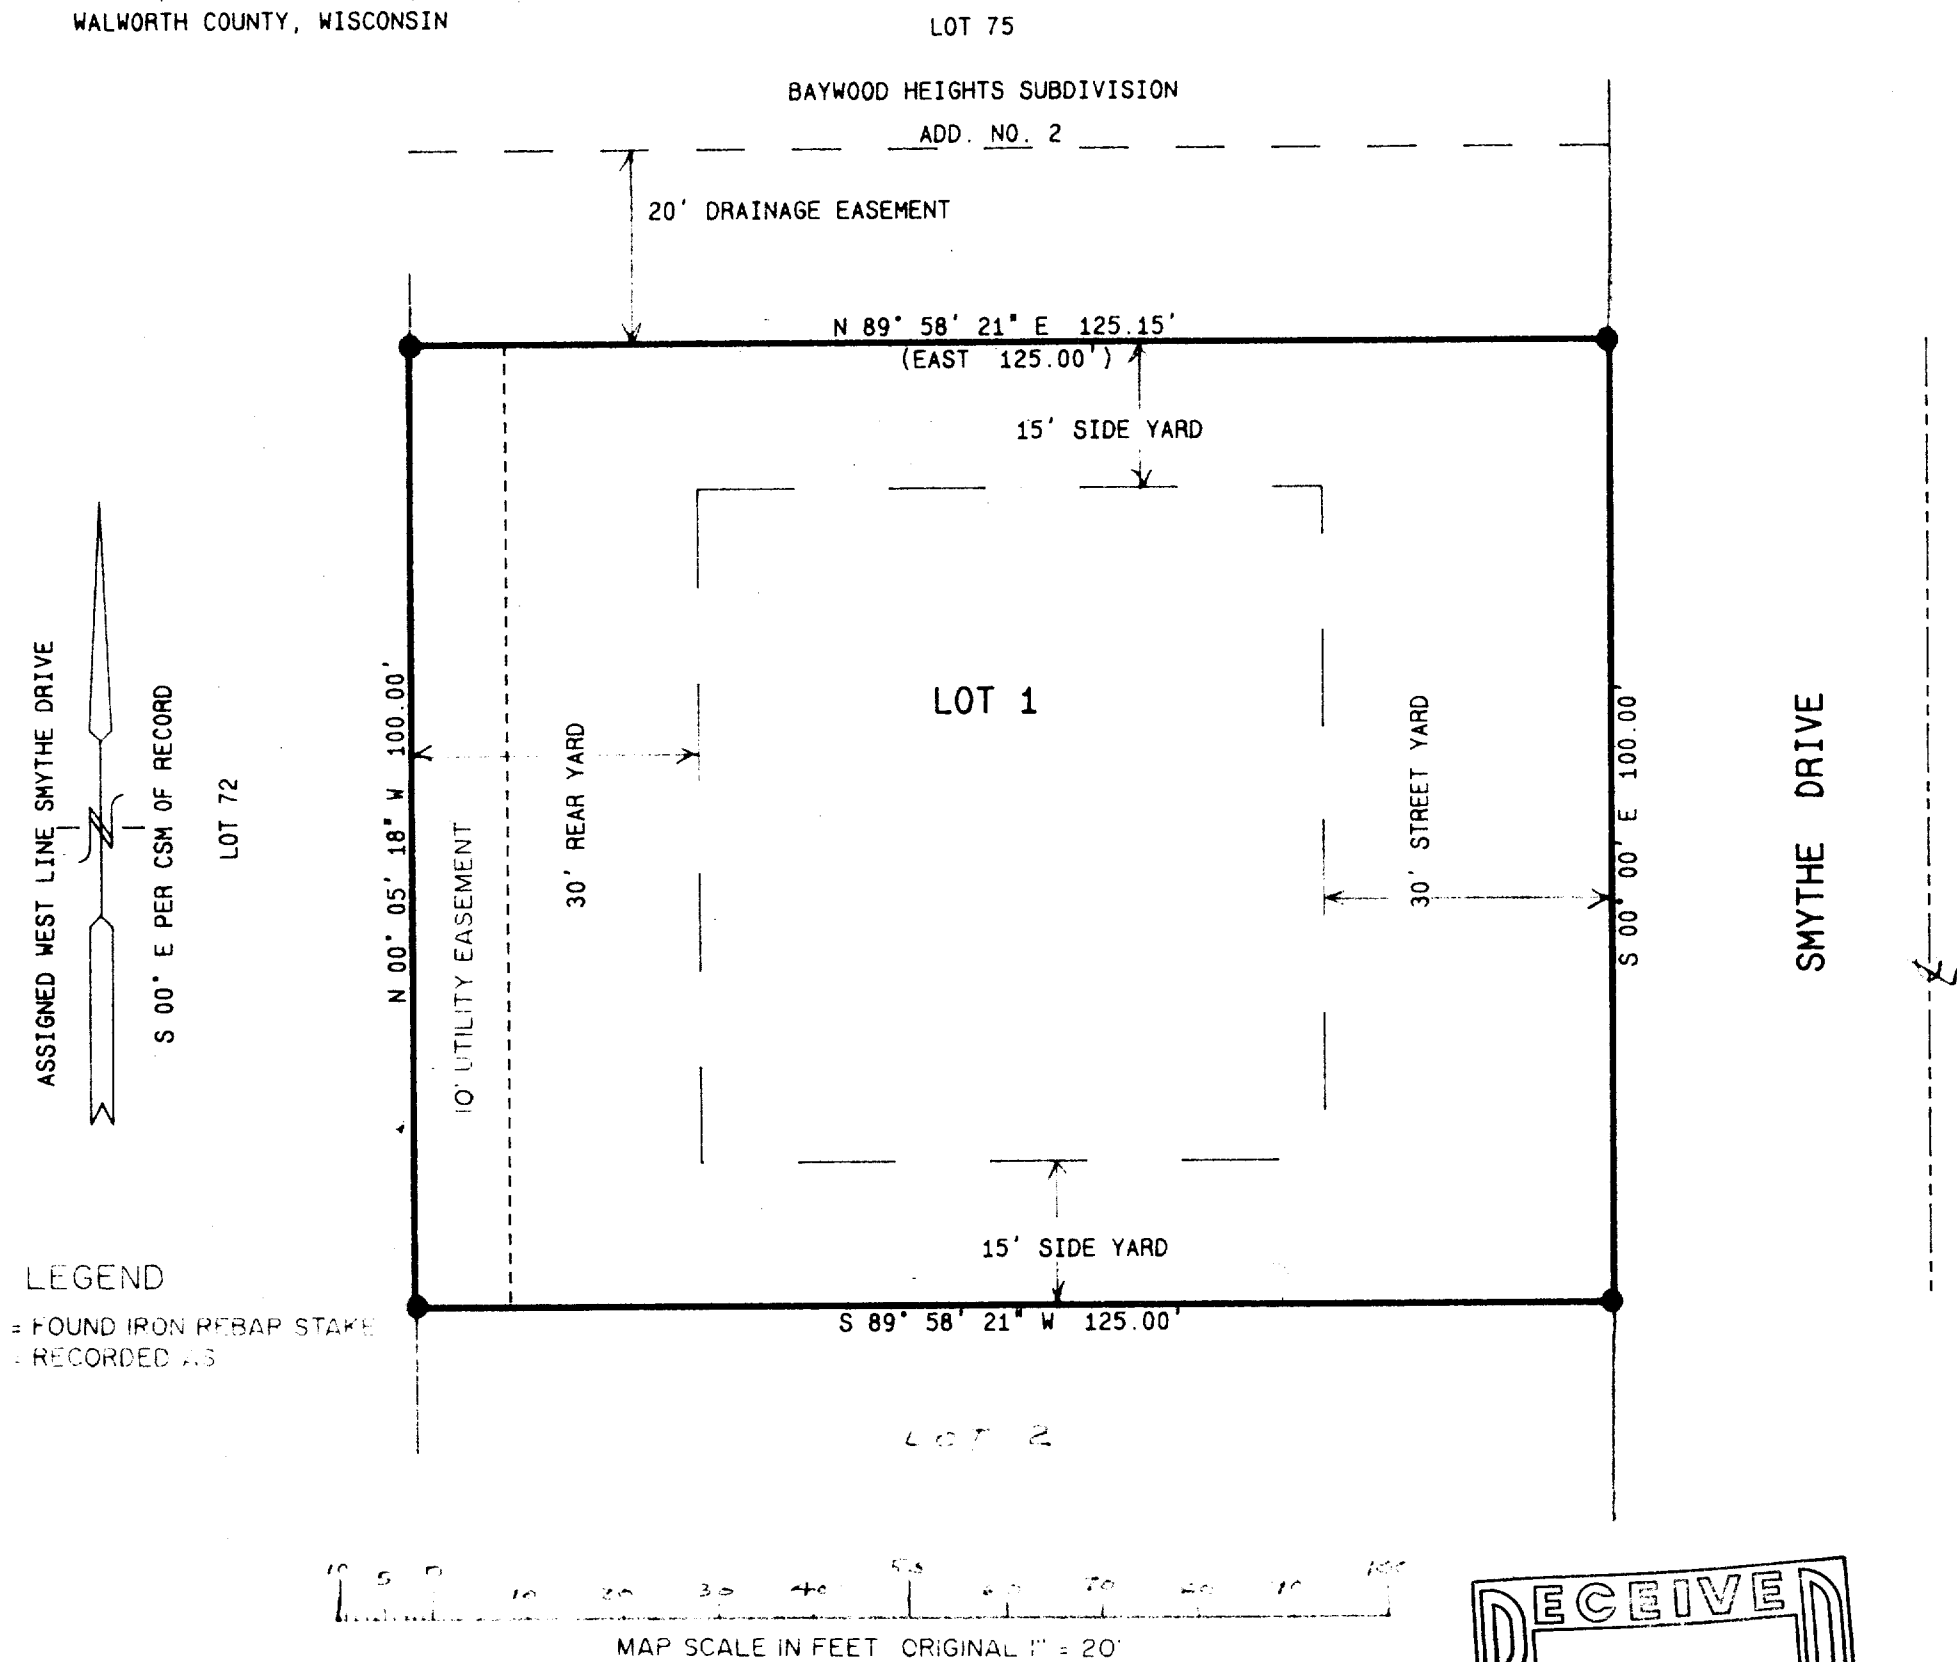 WALWORTH COUNTY, WISCONSIN
LOT 75
BAYWOOD HEIGHTS SUBDIVISION
ADD. NO. 2
20' DRAINAGE EASEMENT
N 89° 58' 21" E 125.15'
(EAST 125.00')
15' SIDE YARD
ASSIGNED WEST LINE SMYTHE DRIVE
S 00° E PER CSM OF RECORD
N
LOT 72
N 00° 05' 18" W 100.00'
10' UTILITY EASEMENT
30' REAR YARD
LOT 1
30' STREET YARD
S 00° 00' E 100.00'
SMYTHE DRIVE
15' SIDE YARD
S 89° 58' 21" W 125.00'
LEGEND
= FOUND IRON REBAR STAKE
= RECORDED AS
LOT 2
10 5 0 10 20 30 40 50 60 70 80 90 100
MAP SCALE IN FEET ORIGINAL 1" = 20'